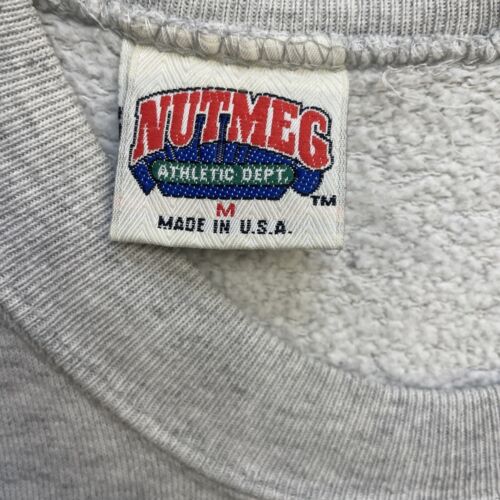 NUTMEG
ATHLETIC DEPT.
TM
M
MADE IN U.S.A.